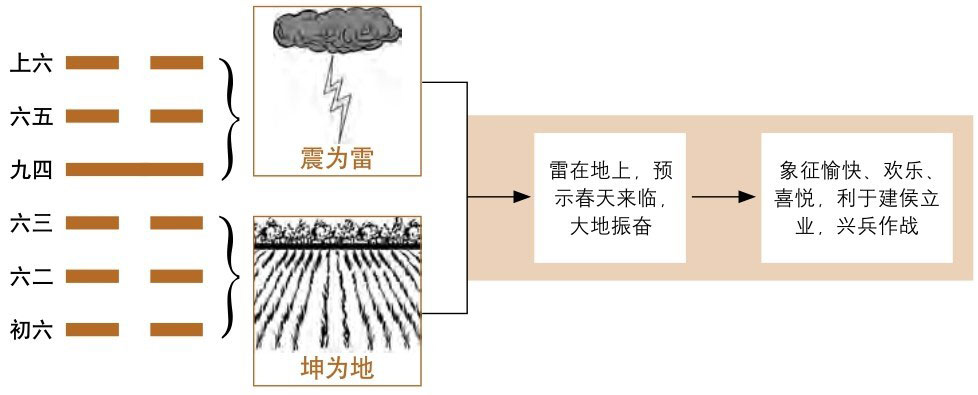 上六
六五
九四
六三
六二
初六
震为雷
坤为地
雷在地上，预
示春天来临，
大地振奋
象征愉快、欢乐、
喜悦，利于建侯立
业，兴兵作战